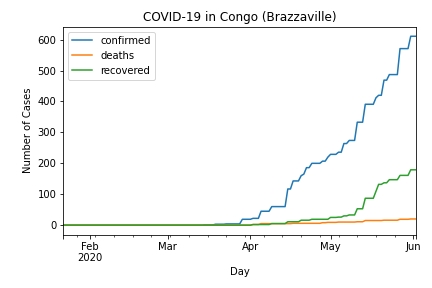 COVID-19 in Congo (Brazzaville)
confirmed
deaths
recovered
Number of Cases
600
500
400
300
200
100
0
Feb Mar Apr May Jun
2020
Day